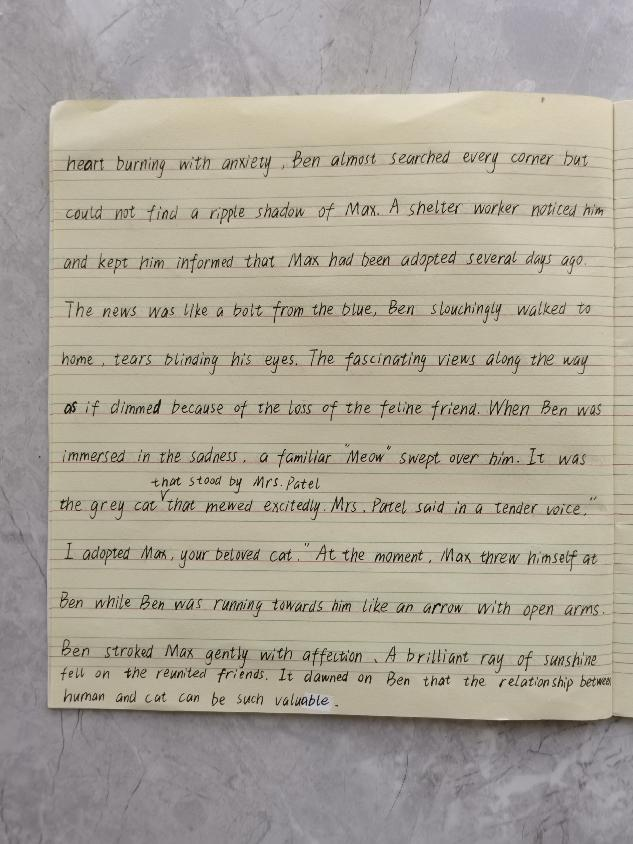 heart burning with anxiety, Ben almost searched every corner but
could not find a ripple shadow of Max. A shelter worker noticed him
and kept him informed that Max had been adopted several days ago.
The news was like a bolt from the blue, Ben slouchingly walked to
home, tears blinding his eyes. The fascinating views along the way
as if dimmed because of the loss of the feline friend. When Ben was
immersed in the sadness, a familiar "Meow" swept over him. It was
that stood by Mrs. Patel
the grey cat that mewed excitedly. Mrs. Patel said in a tender voice,"
I adopted Max, your beloved cat." At the moment, Max threw himself at
Ben while Ben was running towards him like an arrow with open arms.
Ben stroked Max gently with affection. A brilliant ray of sunshine
fell on the reunited friends. It dawned on Ben that the relationship between
human and cat can be such valuable.